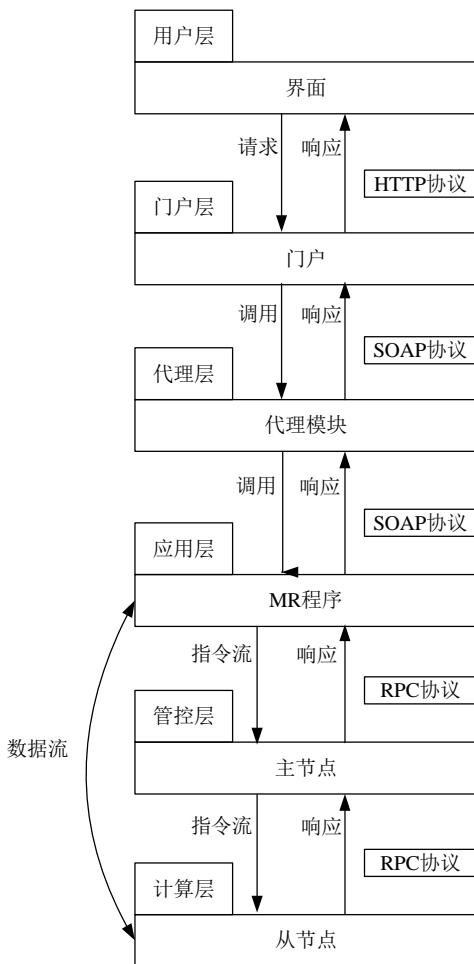 用户层
界面
请求
响应
HTTP协议
门户层
门户
调用
响应
SOAP协议
代理层
代理模块
调用
响应
SOAP协议
应用层
MR程序
指令流
响应
RPC协议
管控层
数据流
主节点
指令流
响应
RPC协议
计算层
从节点